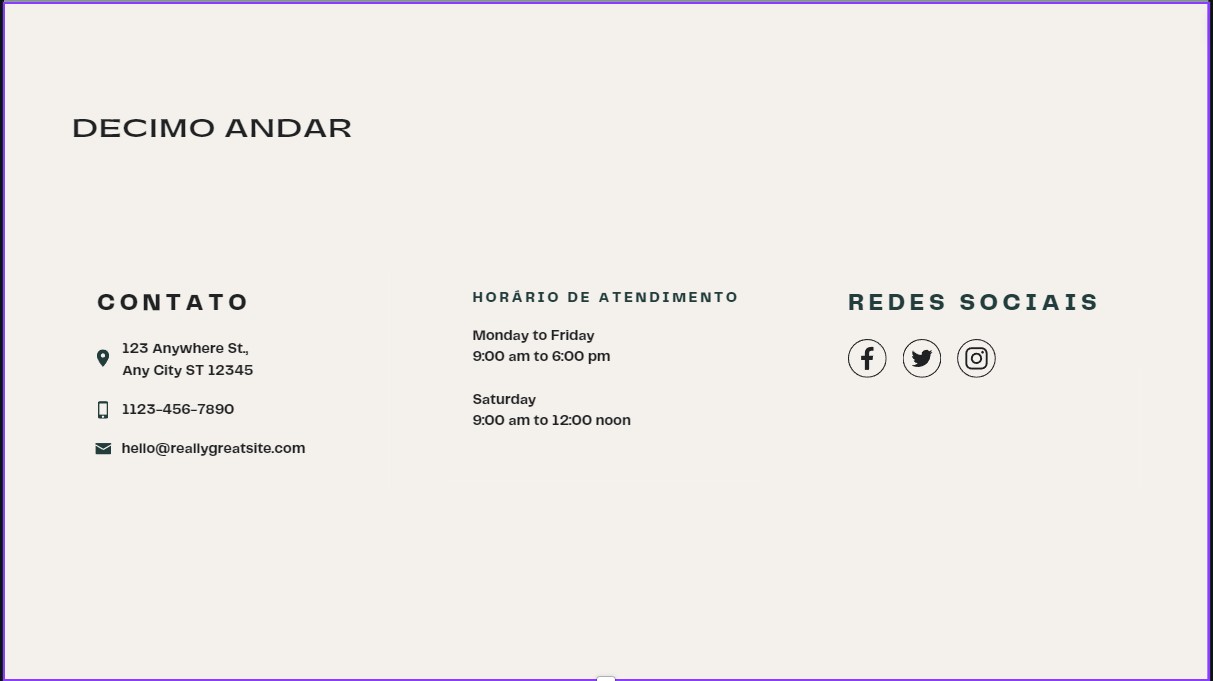 DECIMO ANDAR
CONTATO
123 Anywhere St.,
Any City ST 12345
1123-456-7890
hello@reallygreatsite.com
HORÁRIO DE ATENDIMENTO
Monday to Friday
9:00 am to 6:00 pm
Saturday
9:00 am to 12:00 noon
REDES SOCIAIS